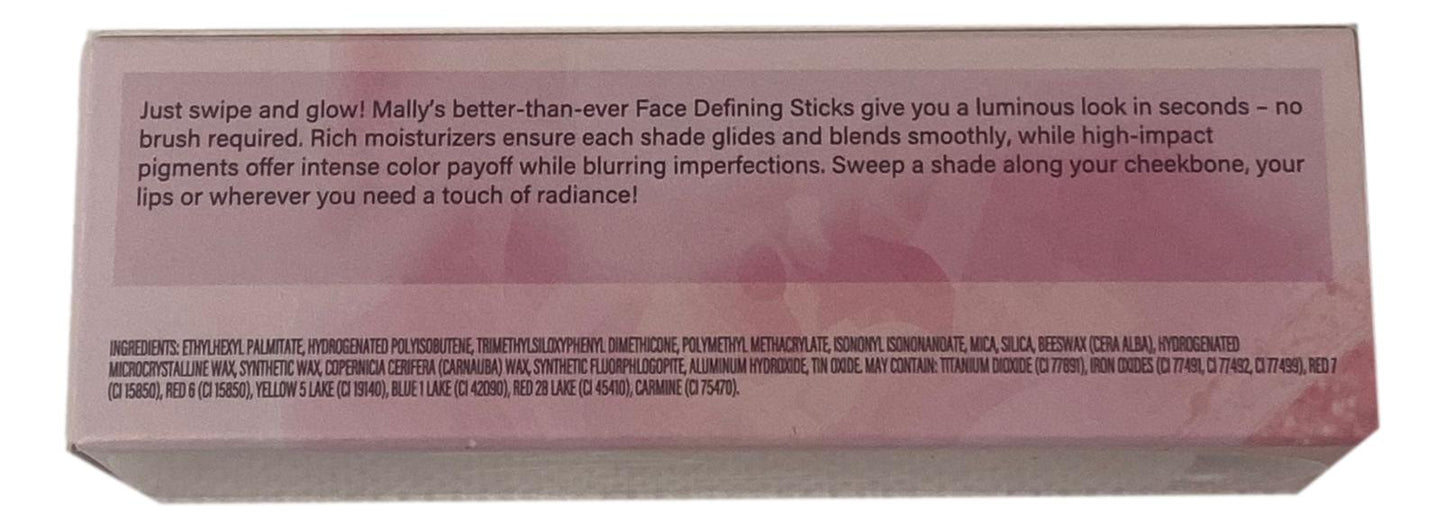 Just swipe and glow! Mally's better-than-ever Face Defining Sticks give you a luminous look in seconds – no
brush required. Rich moisturizers ensure each shade glides and blends smoothly, while high-impact
pigments offer intense color payoff while blurring imperfections. Sweep a shade along your cheekbone, your
lips or wherever you need a touch of radiance!
INGREDIENTS: ETHYLHEXYL PALMITATE, HYDROGENATED POLYISOBUTENE, TRIMETHYLSILOXYPHENYL DIMETHICONE, POLYMETHYL METHACRYLATE, ISONONYL ISONONANOATE, MICA, SILICA, BEESWAX (CERA ALBA), HYDROGENATED
MICROCRYSTALLINE WAX, SYNTHETIC WAX, COPERNICIA CERIFERA (CARNAUBA) WAX, SYNTHETIC FLUORPHLOGOPITE, ALUMINUM HYDROXIDE, TIN OXIDE. MAY CONTAIN: TITANIUM DIOXIDE (CI 77891), IRON OXIDES (CI 77491, CI 77492, CI 77499), RED 7
(CI 15850), RED 6 (CI 15850), YELLOW 5 LAKE (CI 19140), BLUE 1 LAKE (CI 42090), RED 28 LAKE (CI 45410), CARMINE (CI 75470).